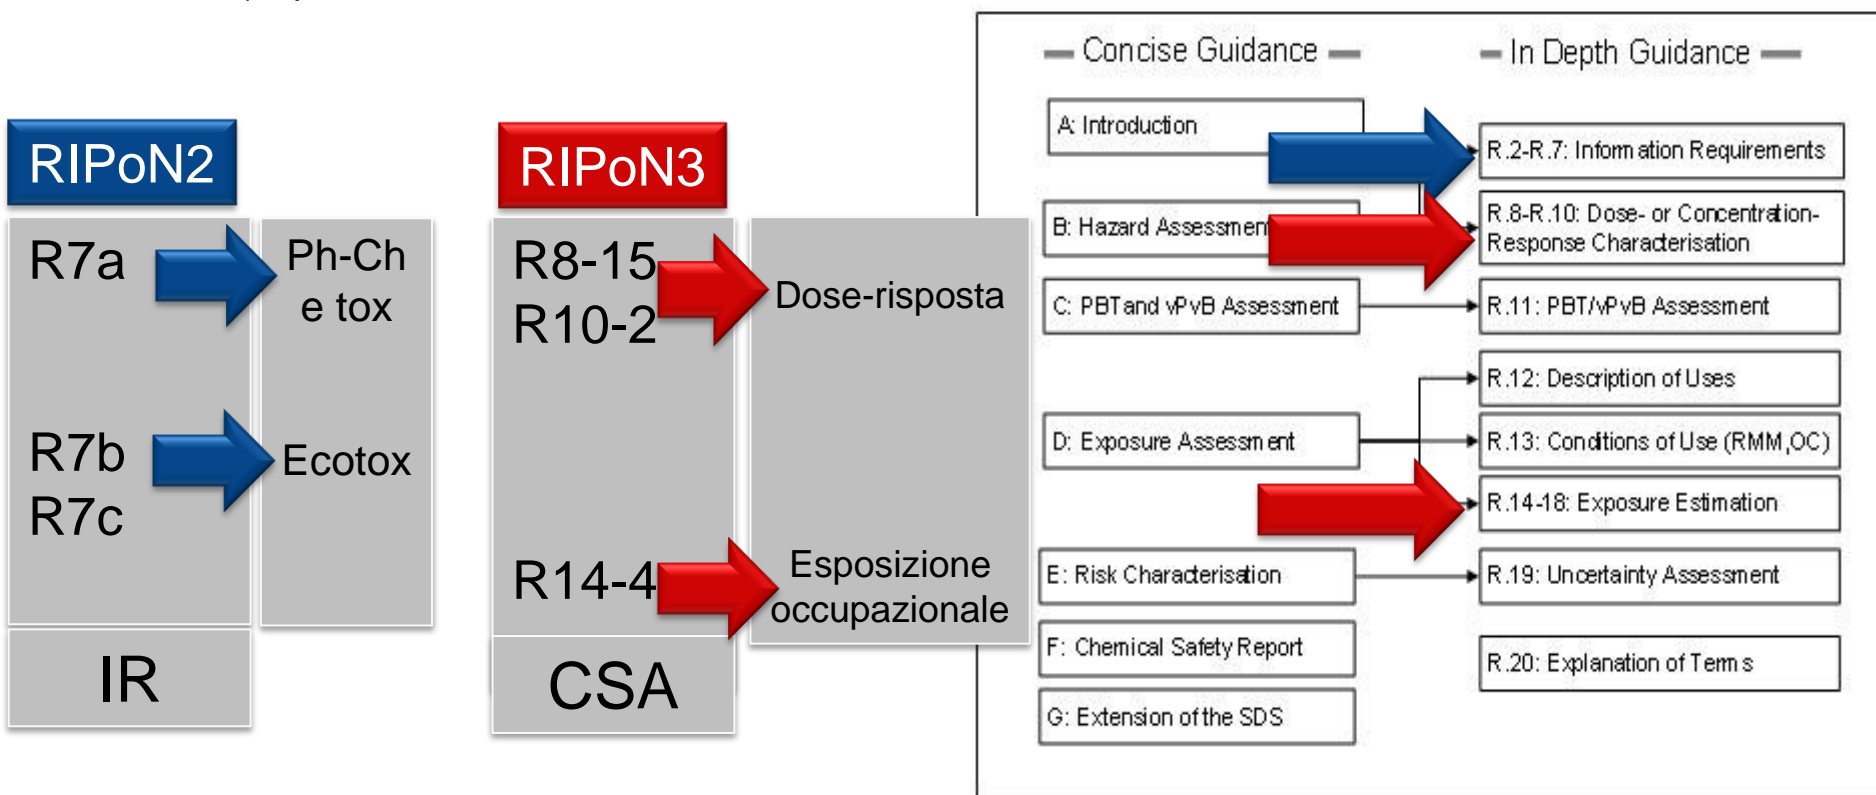 RIPoN2
R7a
Ph-Ch
e tox
R7b
R7c
Ecotox
IR
RIPoN3
R8-15
R10-2
Dose-risposta
R14-4
Esposizione
occupazionale
CSA
Concise Guidance
A: Introduction
B: Hazard Assessment
C: PBT and vPvB Assessment
D: Exposure Assessment
E: Risk Characterisation
F: Chemical Safety Report
G: Extension of the SDS
In Depth Guidance
R.2-R.7: Information Requirements
R.8-R.10: Dose- or Concentration-
Response Characterisation
R.11: PBT/vPvB Assessment
R.12: Description of Uses
R.13: Conditions of Use (RMM,OC)
R.14-18: Exposure Estimation
R.19: Uncertainty Assessment
R.20: Explanation of Terms